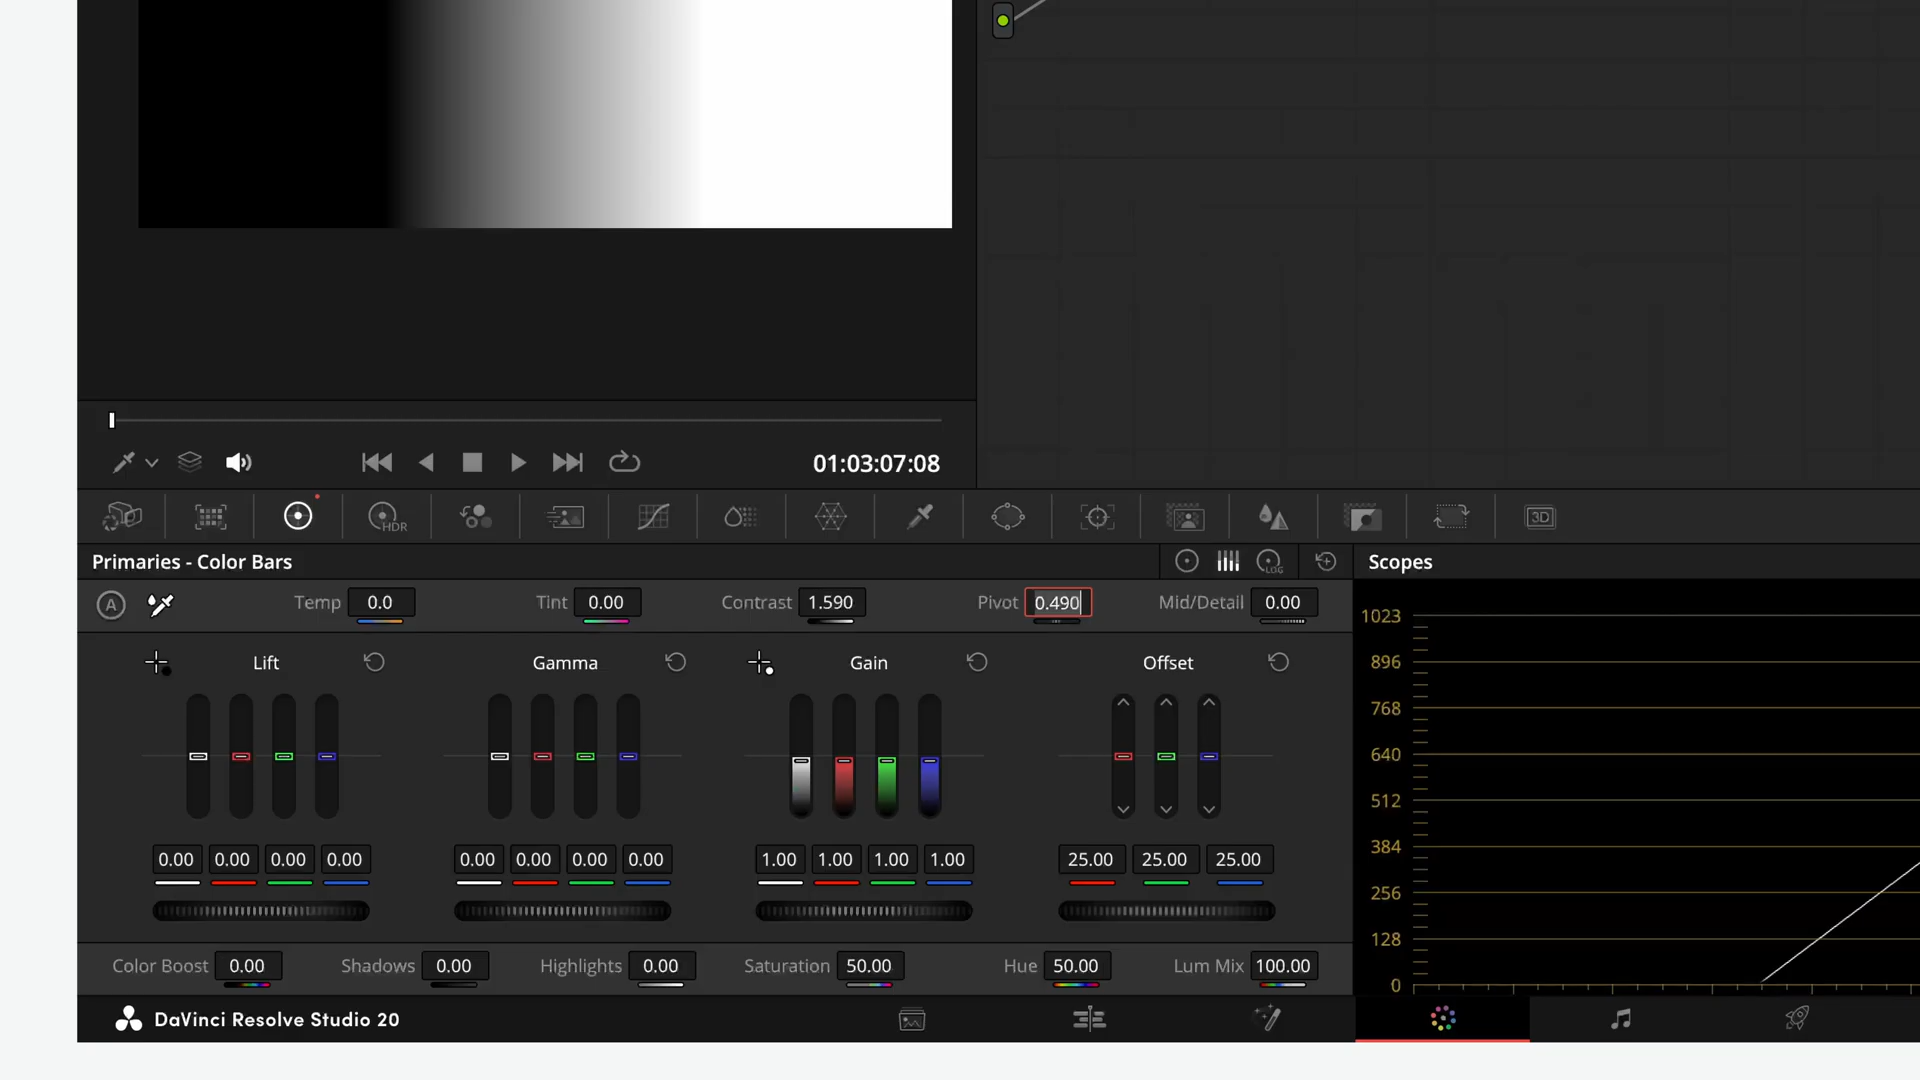 01:03:07:08
HDR
3D
Primaries - Color Bars
LOG
Scopes
A
Temp 0.0
Tint 0.00
Contrast 1.590
Pivot 0.490
Mid/Detail 0.00
Lift
Gamma
Gain
Offset
0.00 0.00 0.00 0.00
0.00 0.00 0.00 0.00
1.00 1.00 1.00 1.00
25.00 25.00 25.00
Color Boost 0.00
Shadows 0.00
Highlights 0.00
Saturation 50.00
Hue 50.00
Lum Mix 100.00
1023
896
768
640
512
384
256
128
0
DaVinci Resolve Studio 20